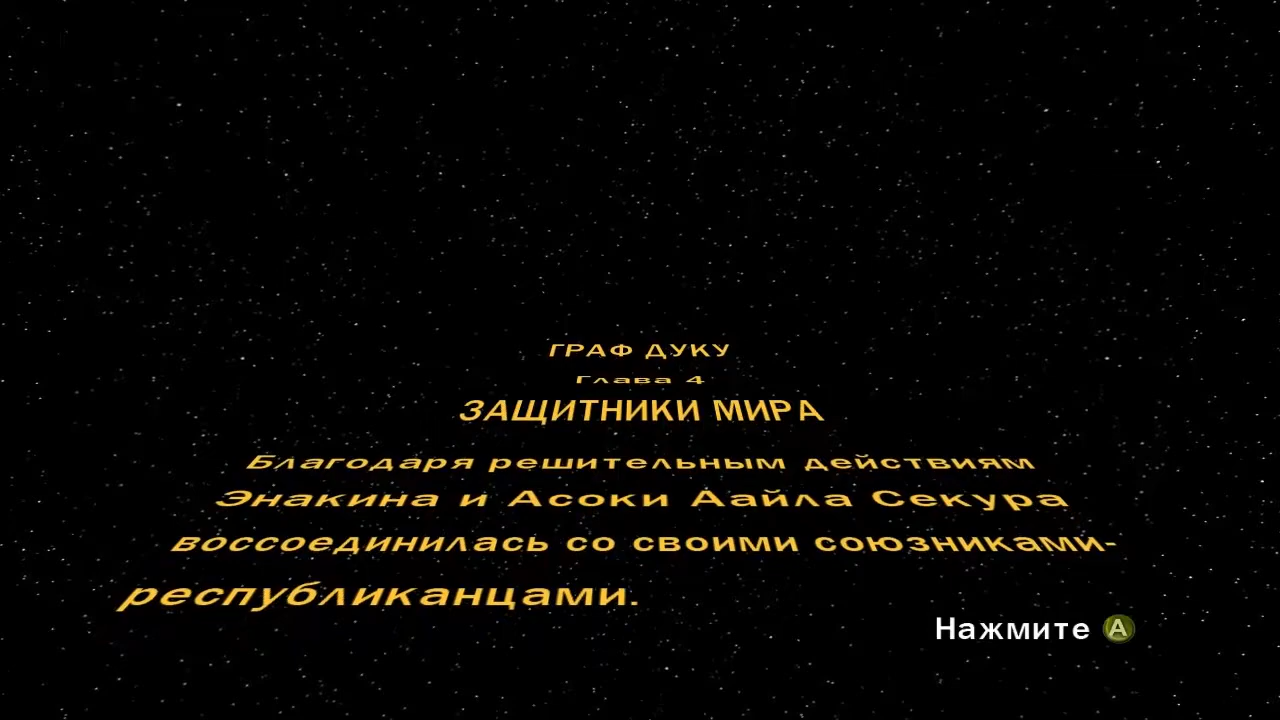 ГРАФ ДУКУ
Глава 4
ЗАЩИТНИКИ МИРА
Благодаря решительным действиям
Энакина и Асоки Аайла Секура
воссоединилась со своими союзниками-
республиканцами.
Нажмите A